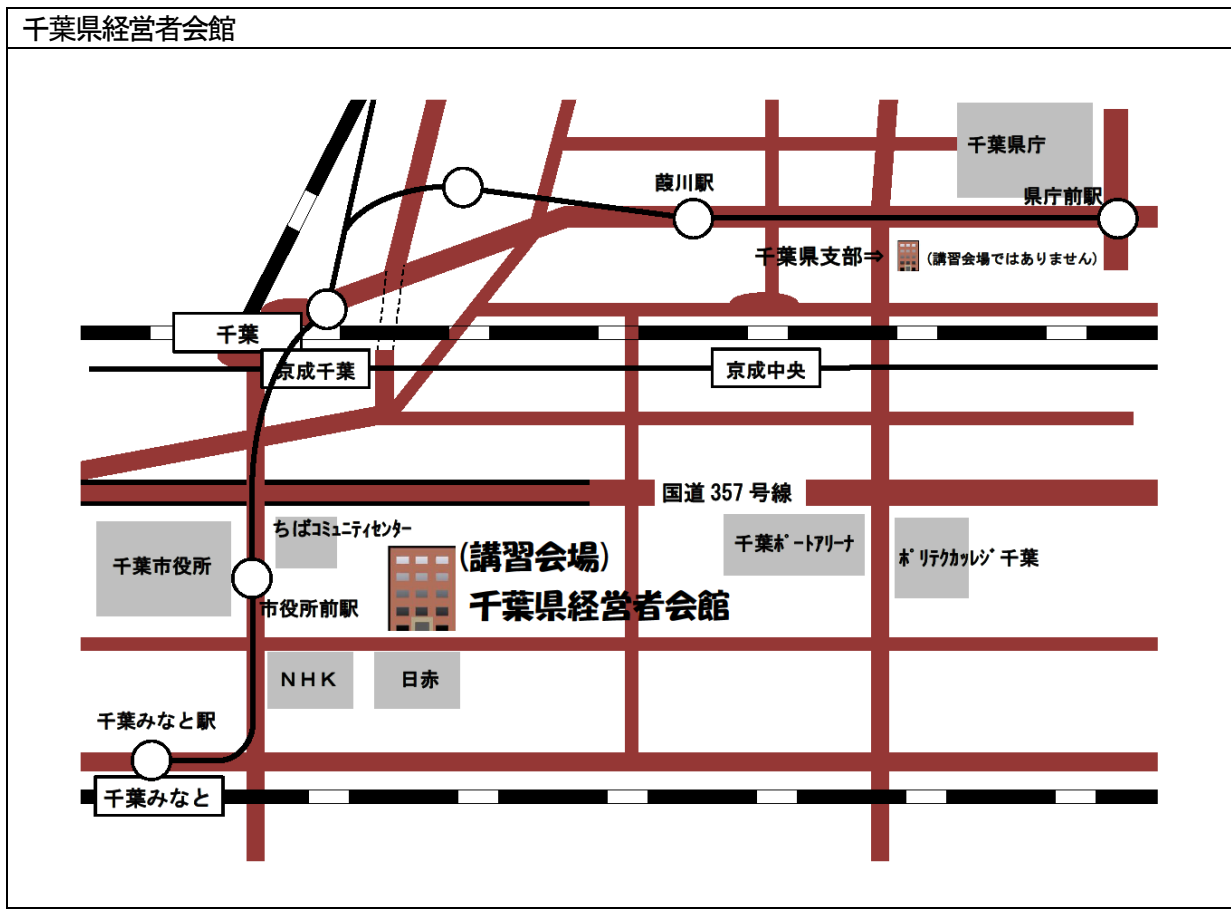 千葉県経営者会館
千葉県庁
葭川駅
県庁前駅
千葉県支部⇒
(講習会場ではありません)
千葉
京成千葉
京成中央
国道 357 号線
ちばコミュニティセンター
千葉ポートアリーナ
千葉市役所
(講習会場)
ポリテクカッレジ千葉
市役所前駅
千葉県経営者会館
ＮＨＫ
日赤
千葉みなと駅
千葉みなと